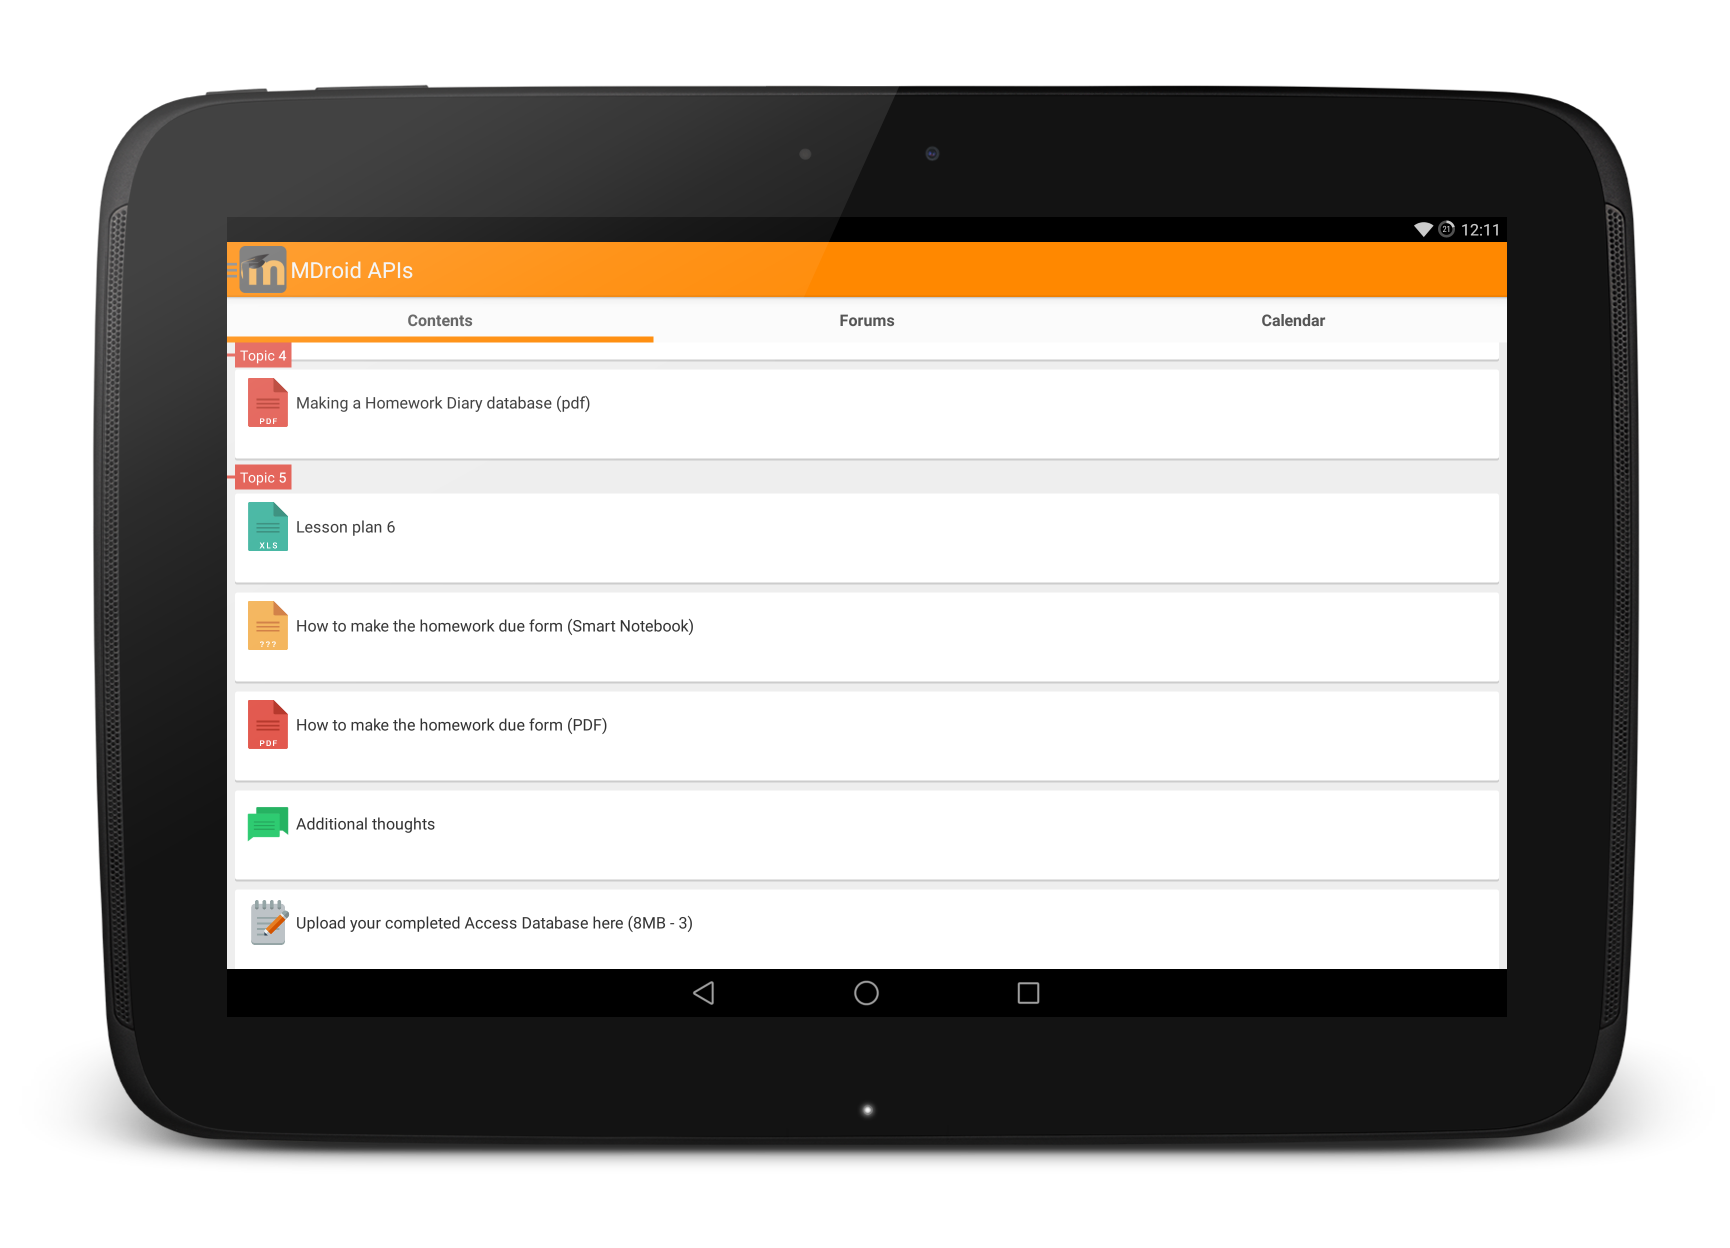 21 12:11
m MDroid APIs
Contents Forums Calendar
Topic 4
PDF Making a Homework Diary database (pdf)
Topic 5
XLS Lesson plan 6
??? How to make the homework due form (Smart Notebook)
PDF How to make the homework due form (PDF)
Additional thoughts
Upload your completed Access Database here (8MB - 3)